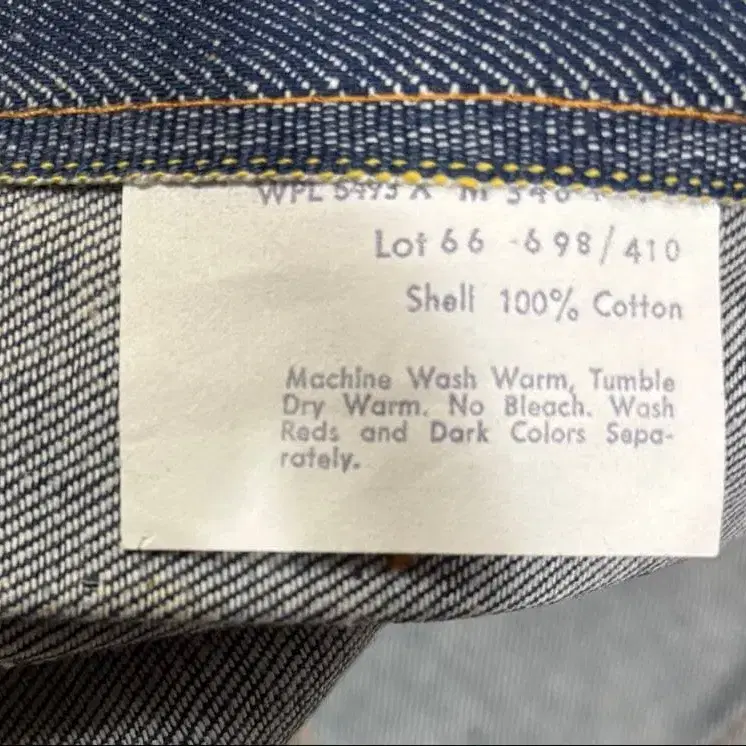 WPL 5493 A M
Lot 66 -698/410
Shell 100% Cotton
Machine Wash Warm, Tumble
Dry Warm. No Bleach. Wash
Reds and Dark Colors Sepa-
rately.